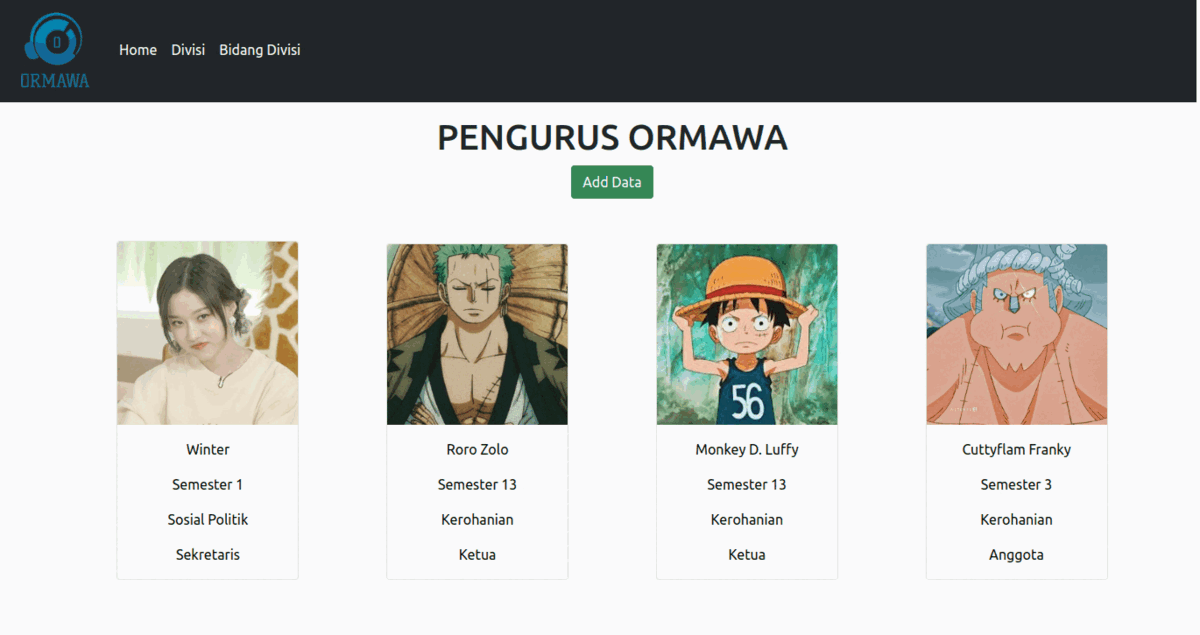 ORMAWA
Home Divisi Bidang Divisi
PENGURUS ORMAWA
Add Data
56
Winter
Semester 1
Sosial Politik
Sekretaris
Roro Zolo
Semester 13
Kerohanian
Ketua
Monkey D. Luffy
Semester 13
Kerohanian
Ketua
Cuttyflam Franky
Semester 3
Kerohanian
Anggota